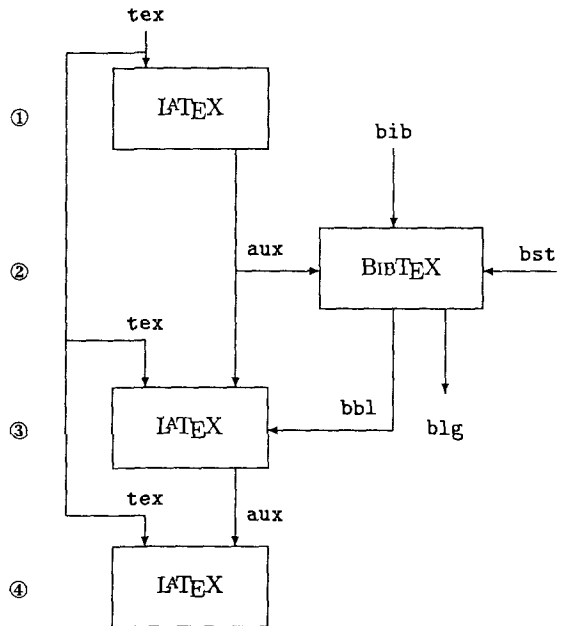 tex
① LATEX
bib
aux
② BIBTEX bst
tex
bbl
③ LATEX blg
tex
aux
④ LATEX